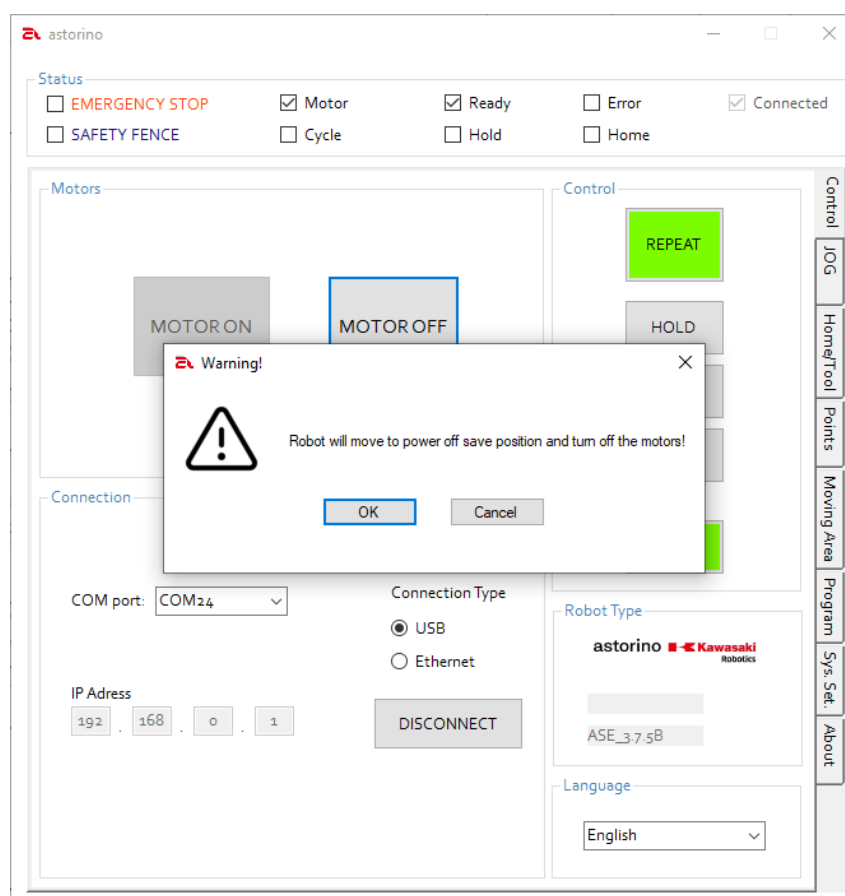 astorino
Status
EMERGENCY STOP
Motor
Ready
Error
Connected
SAFETY FENCE
Cycle
Hold
Home
Motors
MOTOR ON
MOTOR OFF
Control
REPEAT
HOLD
Warning!
Robot will move to power off save position and turn off the motors!
OK
Cancel
Connection
COM port:
COM24
Connection Type
USB
Ethernet
IP Adress
192 . 168 . 0 . 1
DISCONNECT
Robot Type
astorino Kawasaki
Robotics
ASE_3.7.5B
Language
English
Control
JOG
Home/Tool
Points
Moving Area
Program
Sys. Set.
About